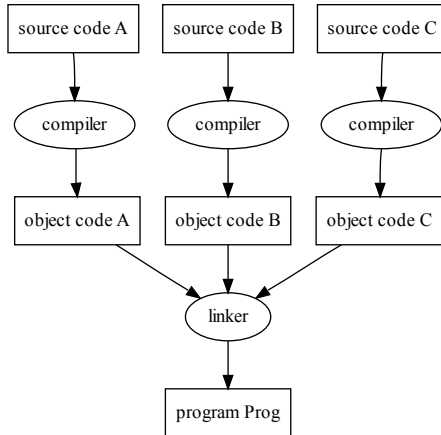 source code A
source code B
source code C
compiler
compiler
compiler
object code A
object code B
object code C
linker
program Prog